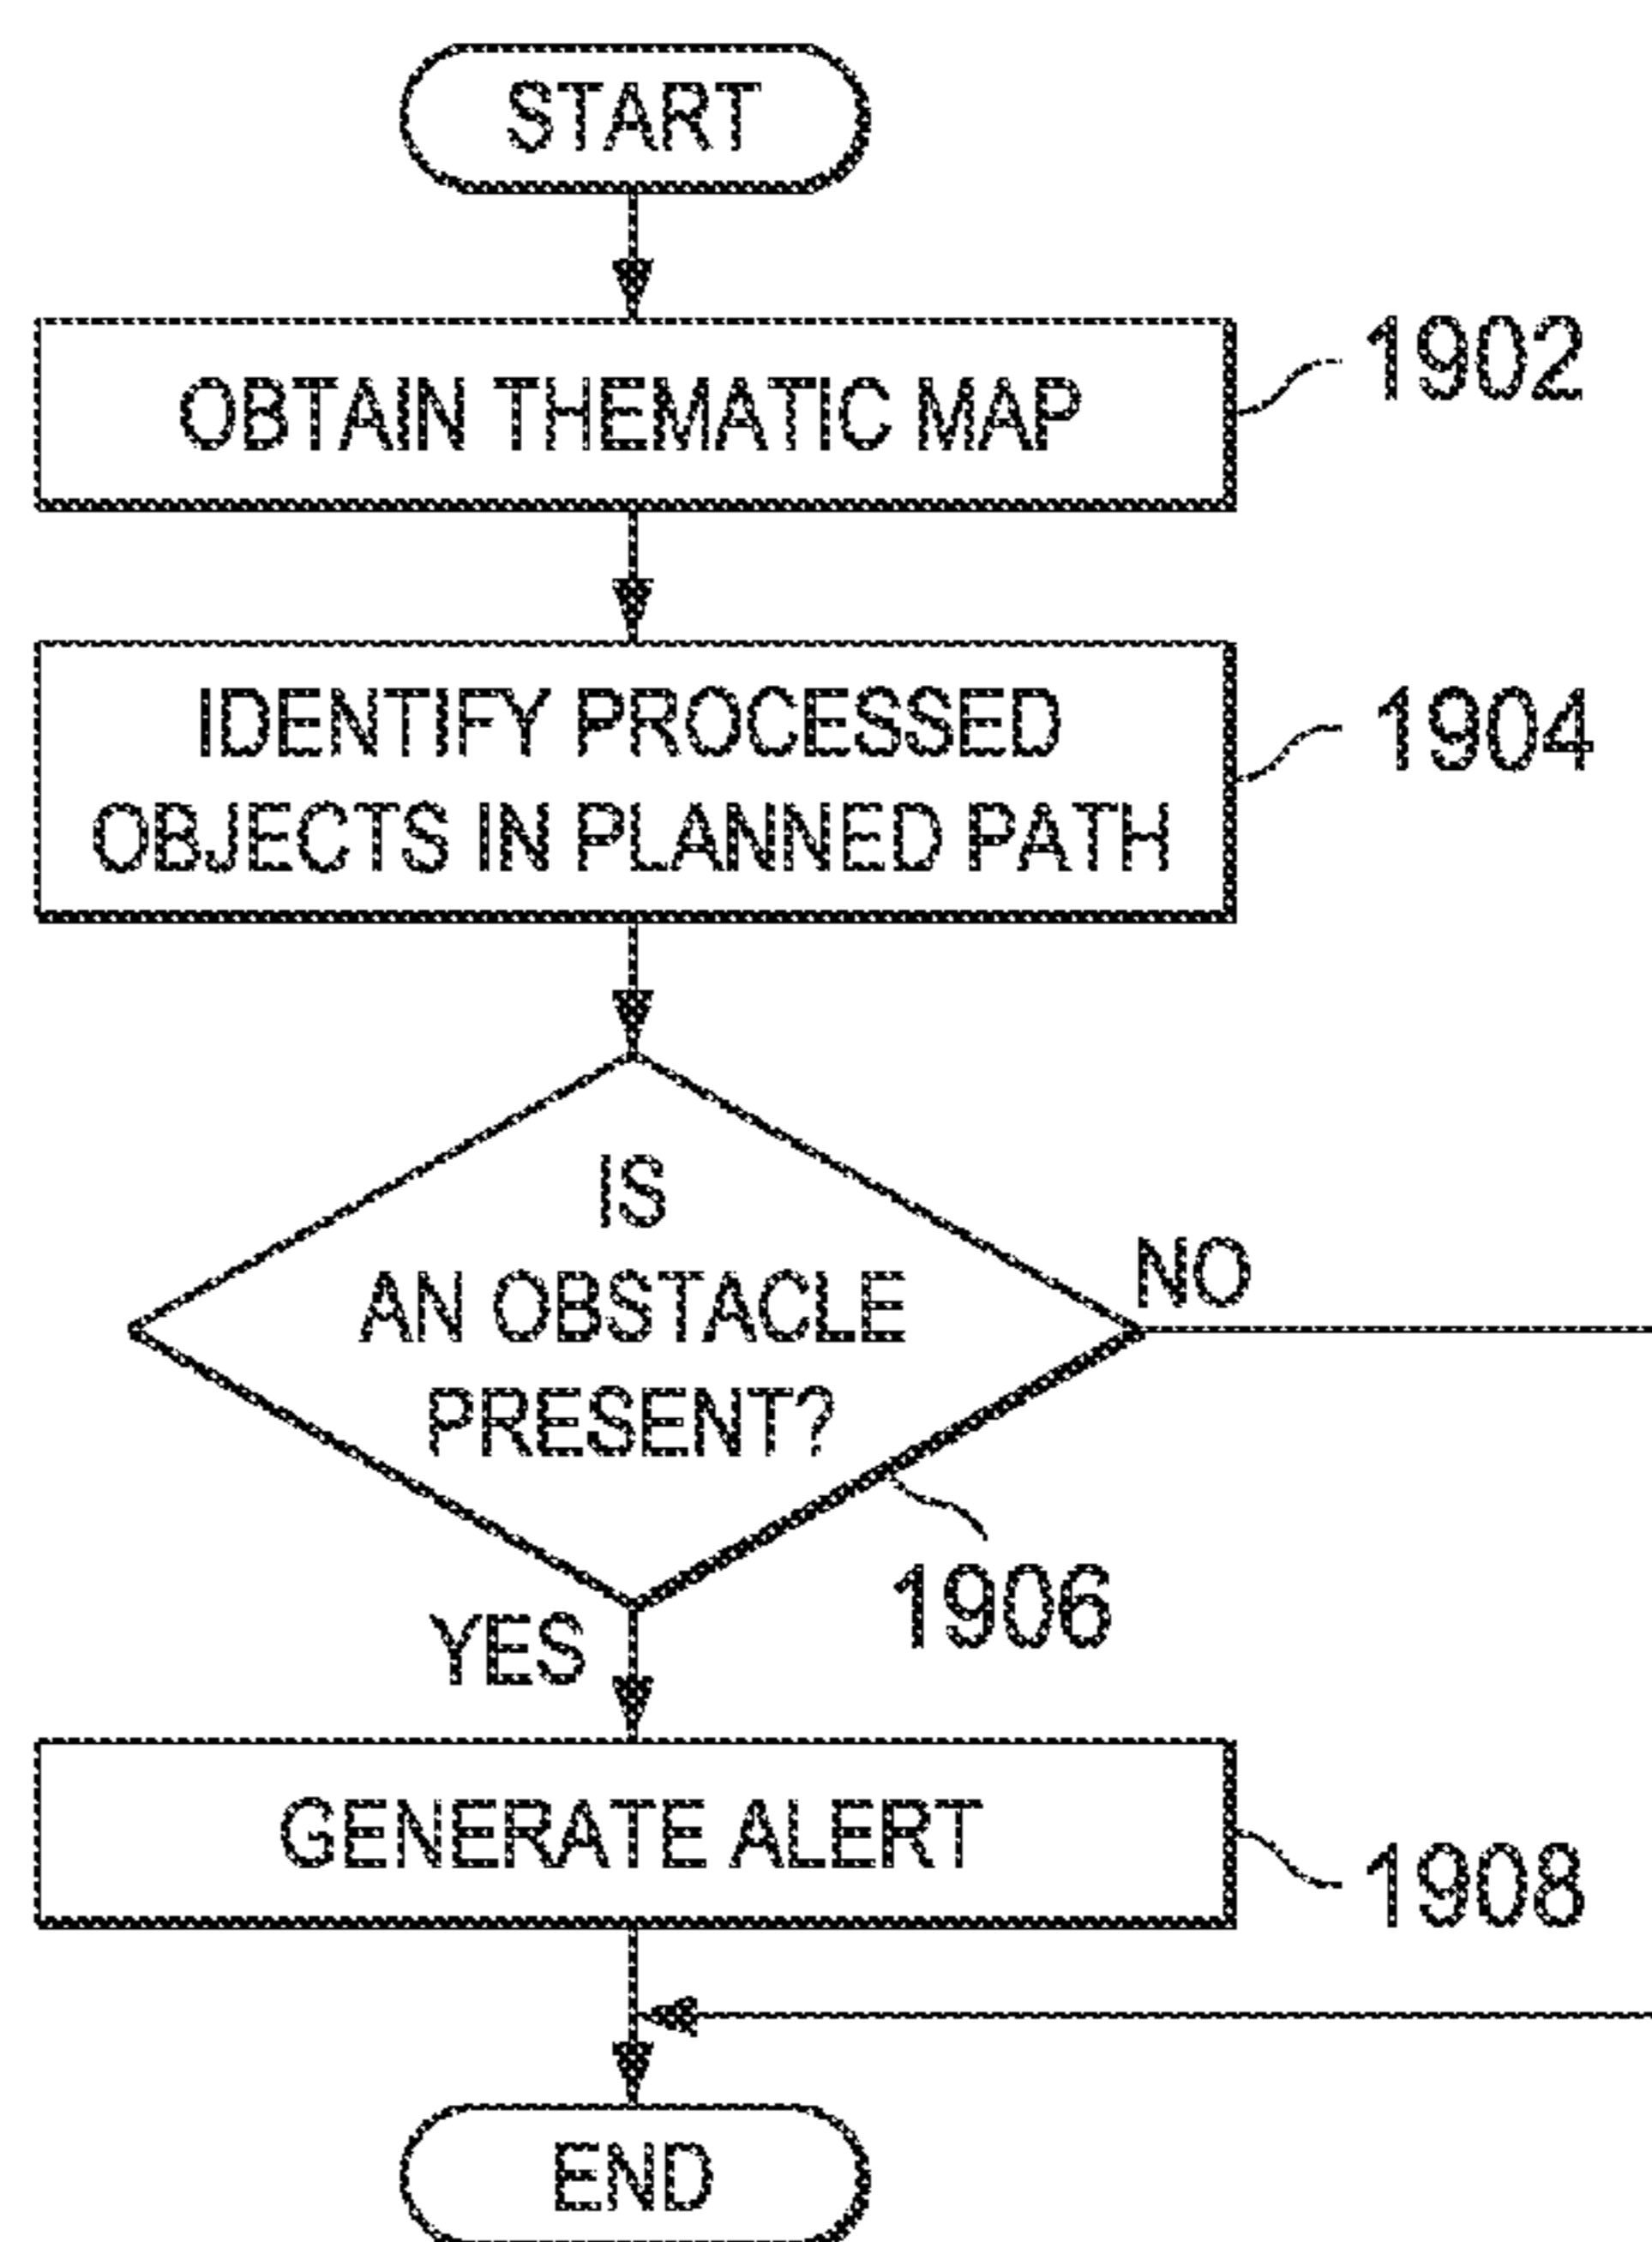 START
OBTAIN THEMATIC MAP
1902
IDENTIFY PROCESSED
OBJECTS IN PLANNED PATH
1904
IS
AN OBSTACLE
PRESENT?
NO
1906
YES
GENERATE ALERT
1908
END